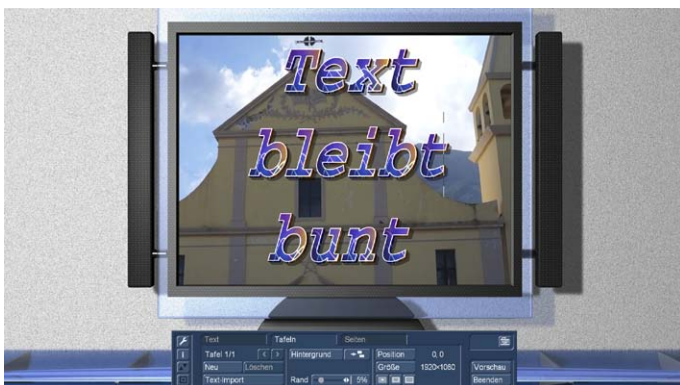 Text
bleibt
bunt
Text Tafeln Seiten
Tafel 1/1 Hintergrund Position 0, 0
Neu Löschen Größe 1920×1080 Vorschau
Text-Import Rand 5% Beenden